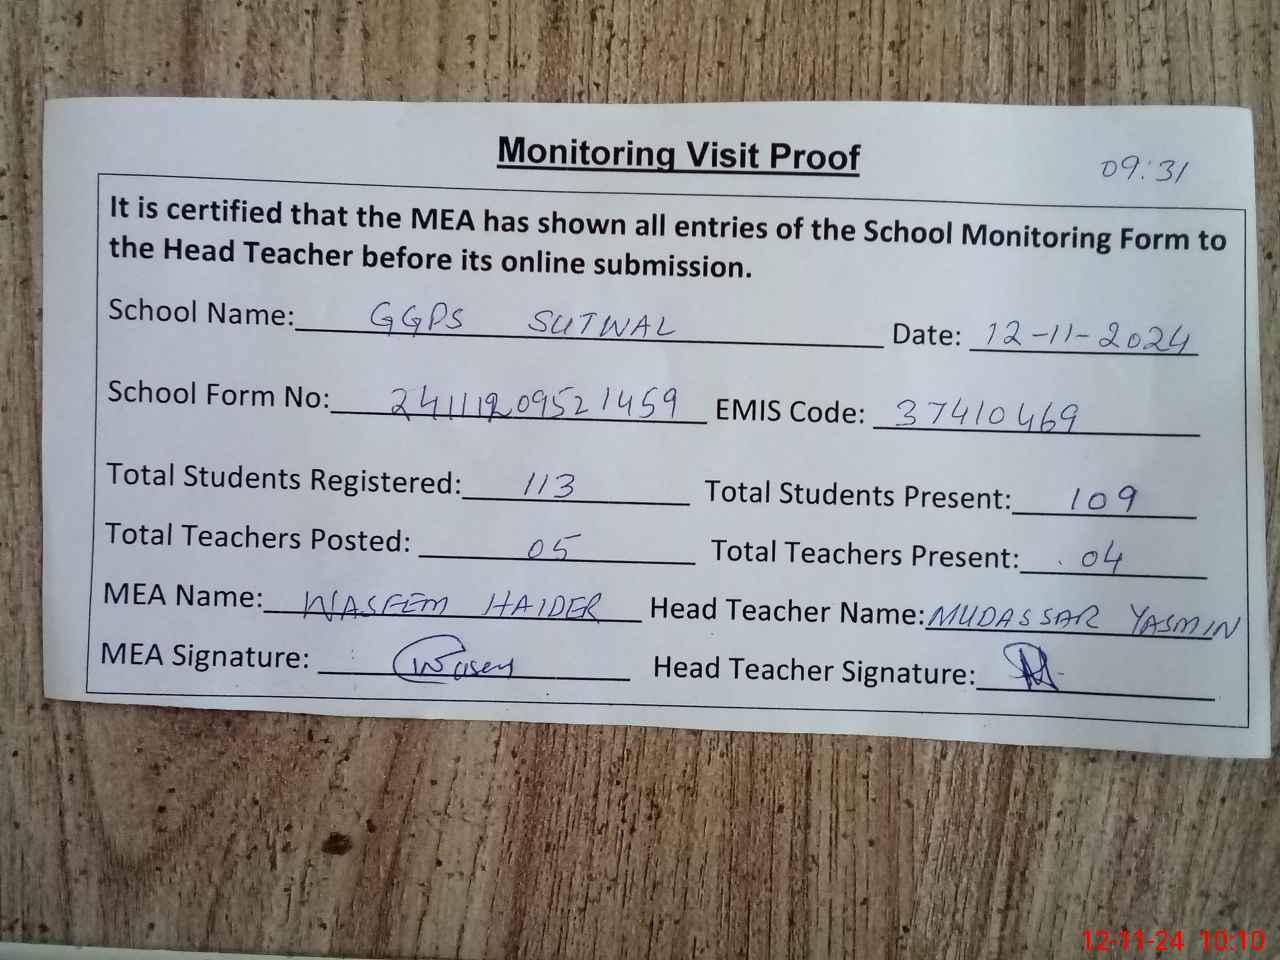 Monitoring Visit Proof
09:31
It is certified that the MEA has shown all entries of the School Monitoring Form to
the Head Teacher before its online submission.
School Name: GGPS SUTWAL Date: 12-11-2024
School Form No: EMIS Code: 37410469
Total Students Registered: 113 Total Students Present: 109
Total Teachers Posted: 05 Total Teachers Present: 04
MEA Name: WASEEM HAIDER Head Teacher Name: MUDASSAR YASMIN
MEA Signature: Head Teacher Signature:
12-11-24 10:10